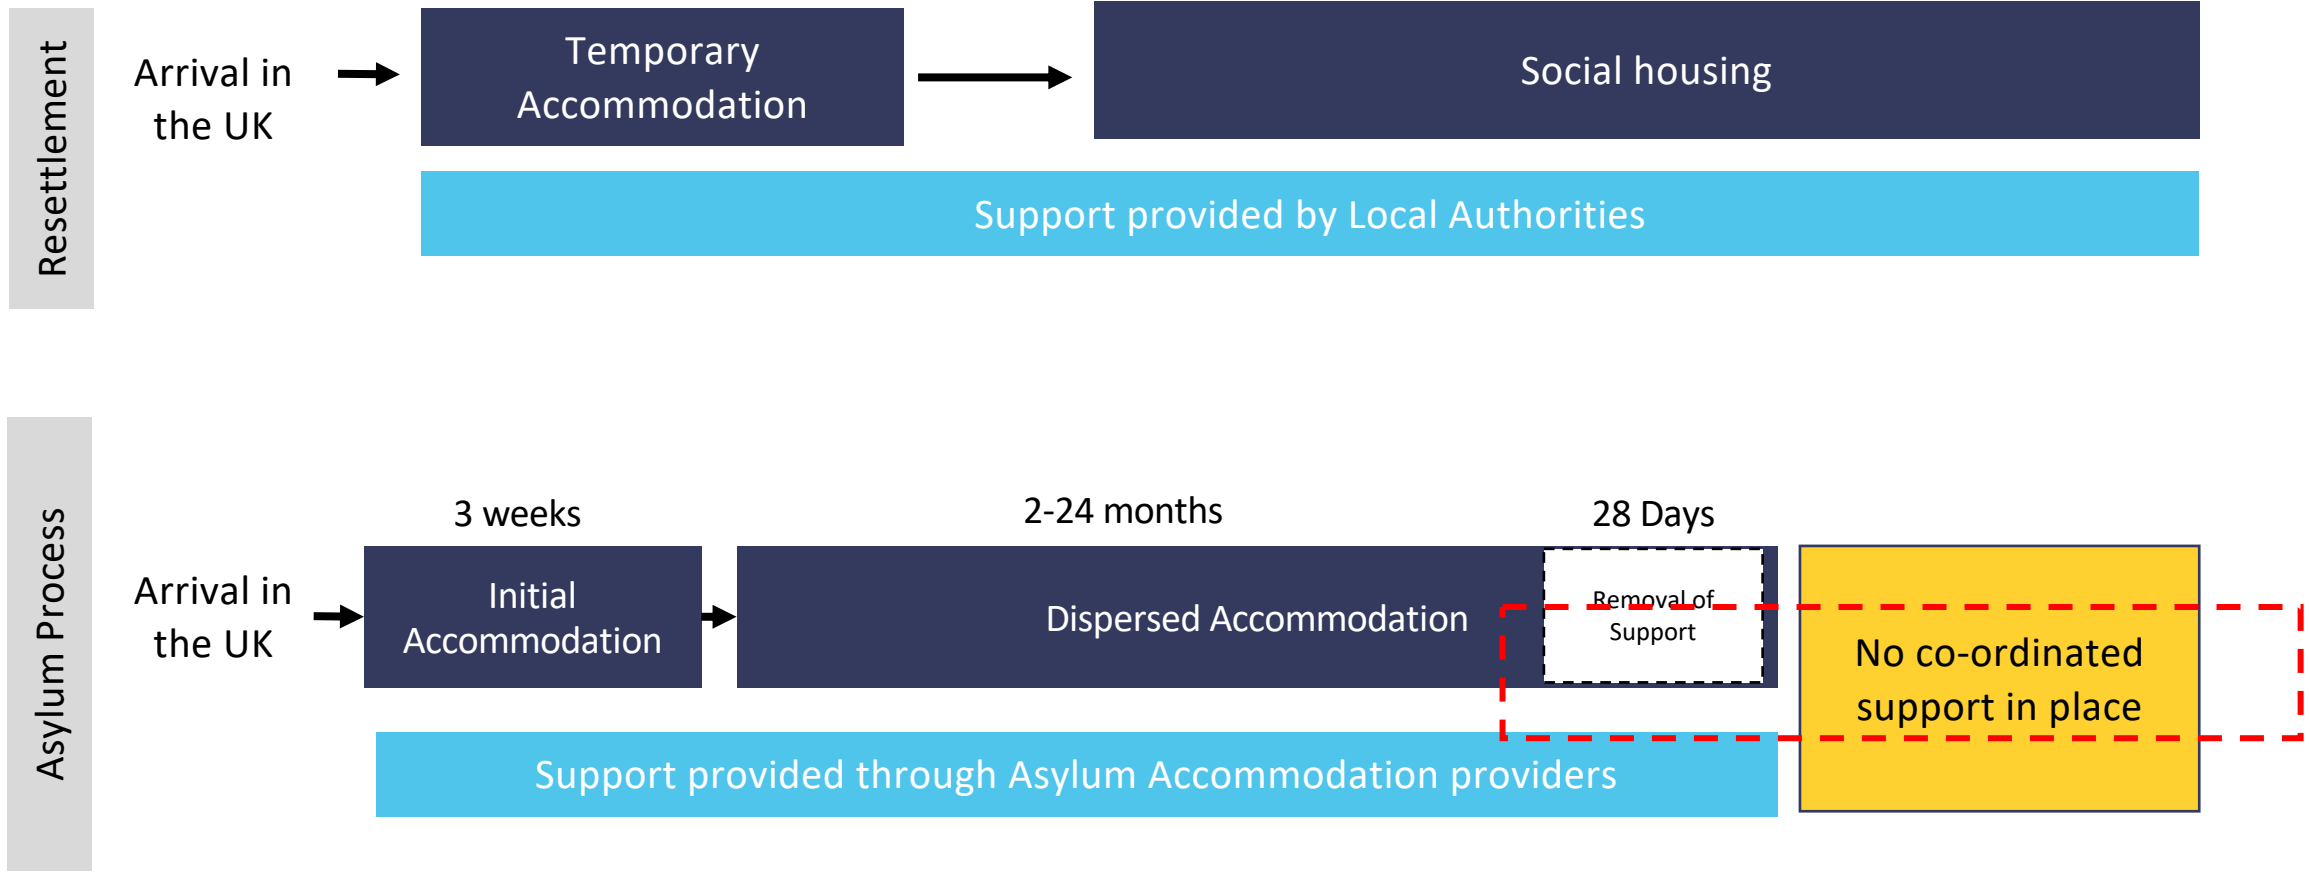 Resettlement
Arrival in
the UK
Temporary
Accommodation
Social housing
Support provided by Local Authorities
Asylum Process
Arrival in
the UK
3 weeks
Initial
Accommodation
2-24 months
Dispersed Accommodation
28 Days
Removal of
Support
No co-ordinated
support in place
Support provided through Asylum Accommodation providers